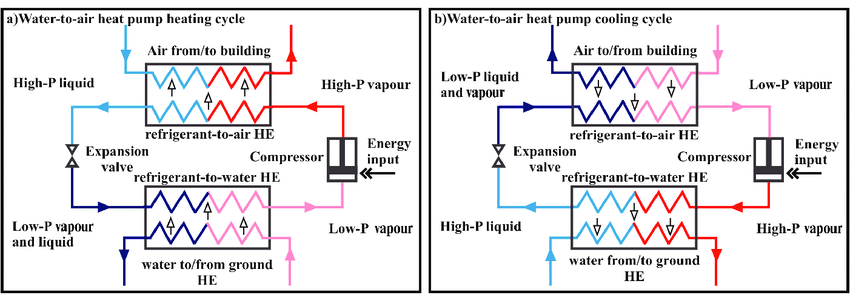 a)Water-to-air heat pump heating cycle
Air from/to building
High-P liquid
High-P vapour
refrigerant-to-air HE
Expansion
valve
Compressor
Energy
input
refrigerant-to-water HE
Low-P vapour
and liquid
Low-P vapour
water to/from ground
HE
b)Water-to-air heat pump cooling cycle
Air to/from building
Low-P liquid
and vapour
Low-P vapour
refrigerant-to-air HE
Expansion
valve
Compressor
Energy
input
refrigerant-to-water HE
High-P liquid
High-P vapour
water from/to ground
HE